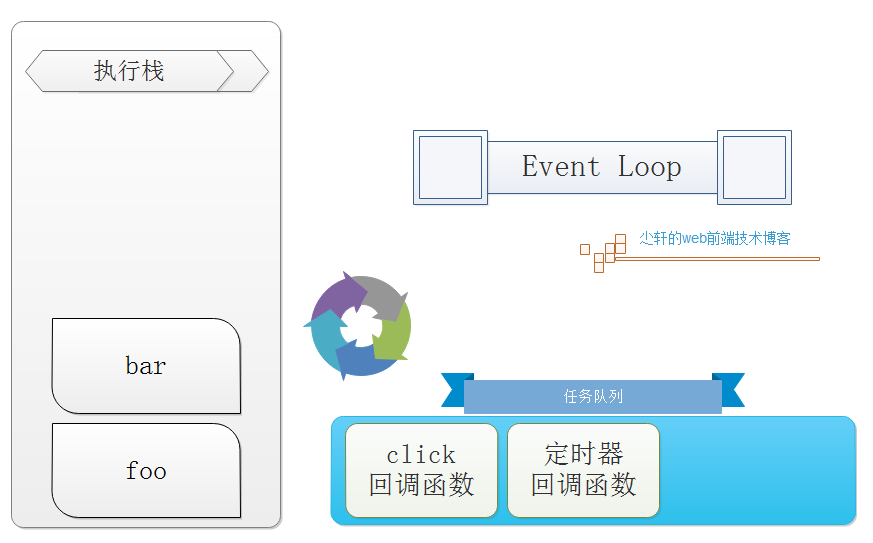 执行栈
Event Loop
尐轩的web前端技术博客
bar
foo
任务队列
click
回调函数
定时器
回调函数